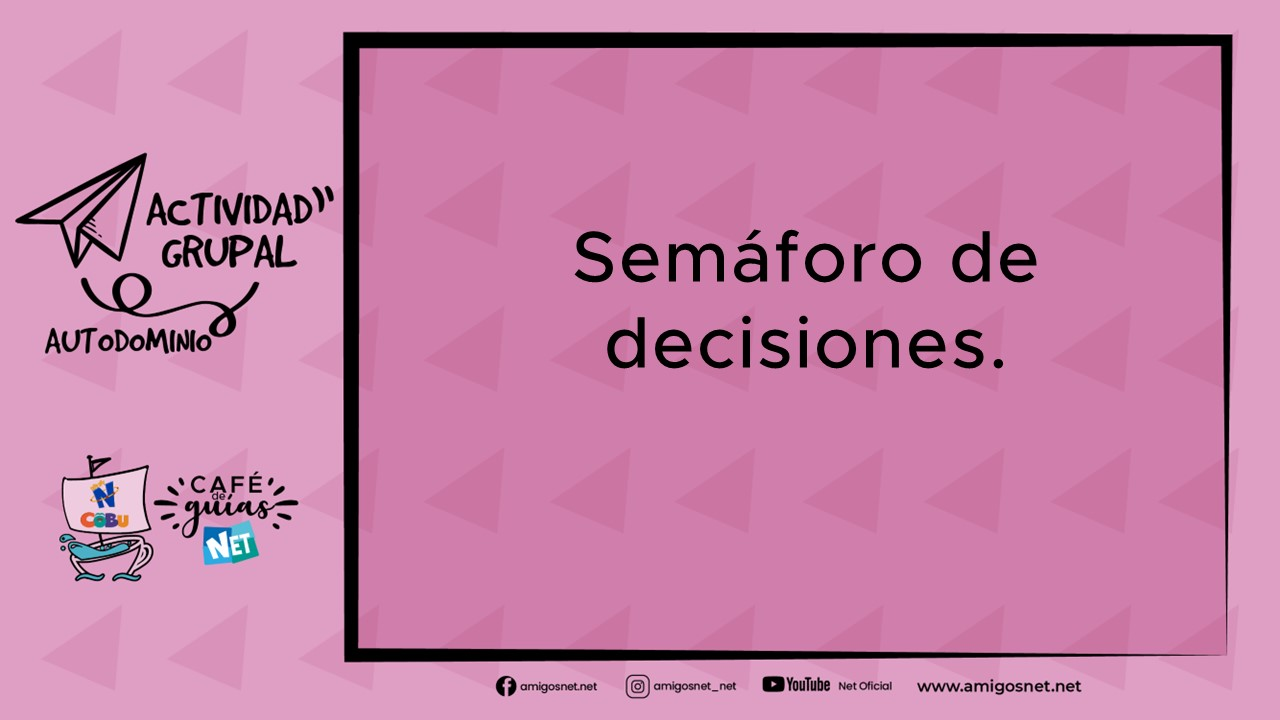 ACTIVIDAD
GRUPAL
AUTODOMINIO
Semáforo de
decisiones.
N
COBU
CAFÉ
de
guías
NET
amigosnet.net
amigosnet_net
YouTube
Net Oficial
www.amigosnet.net